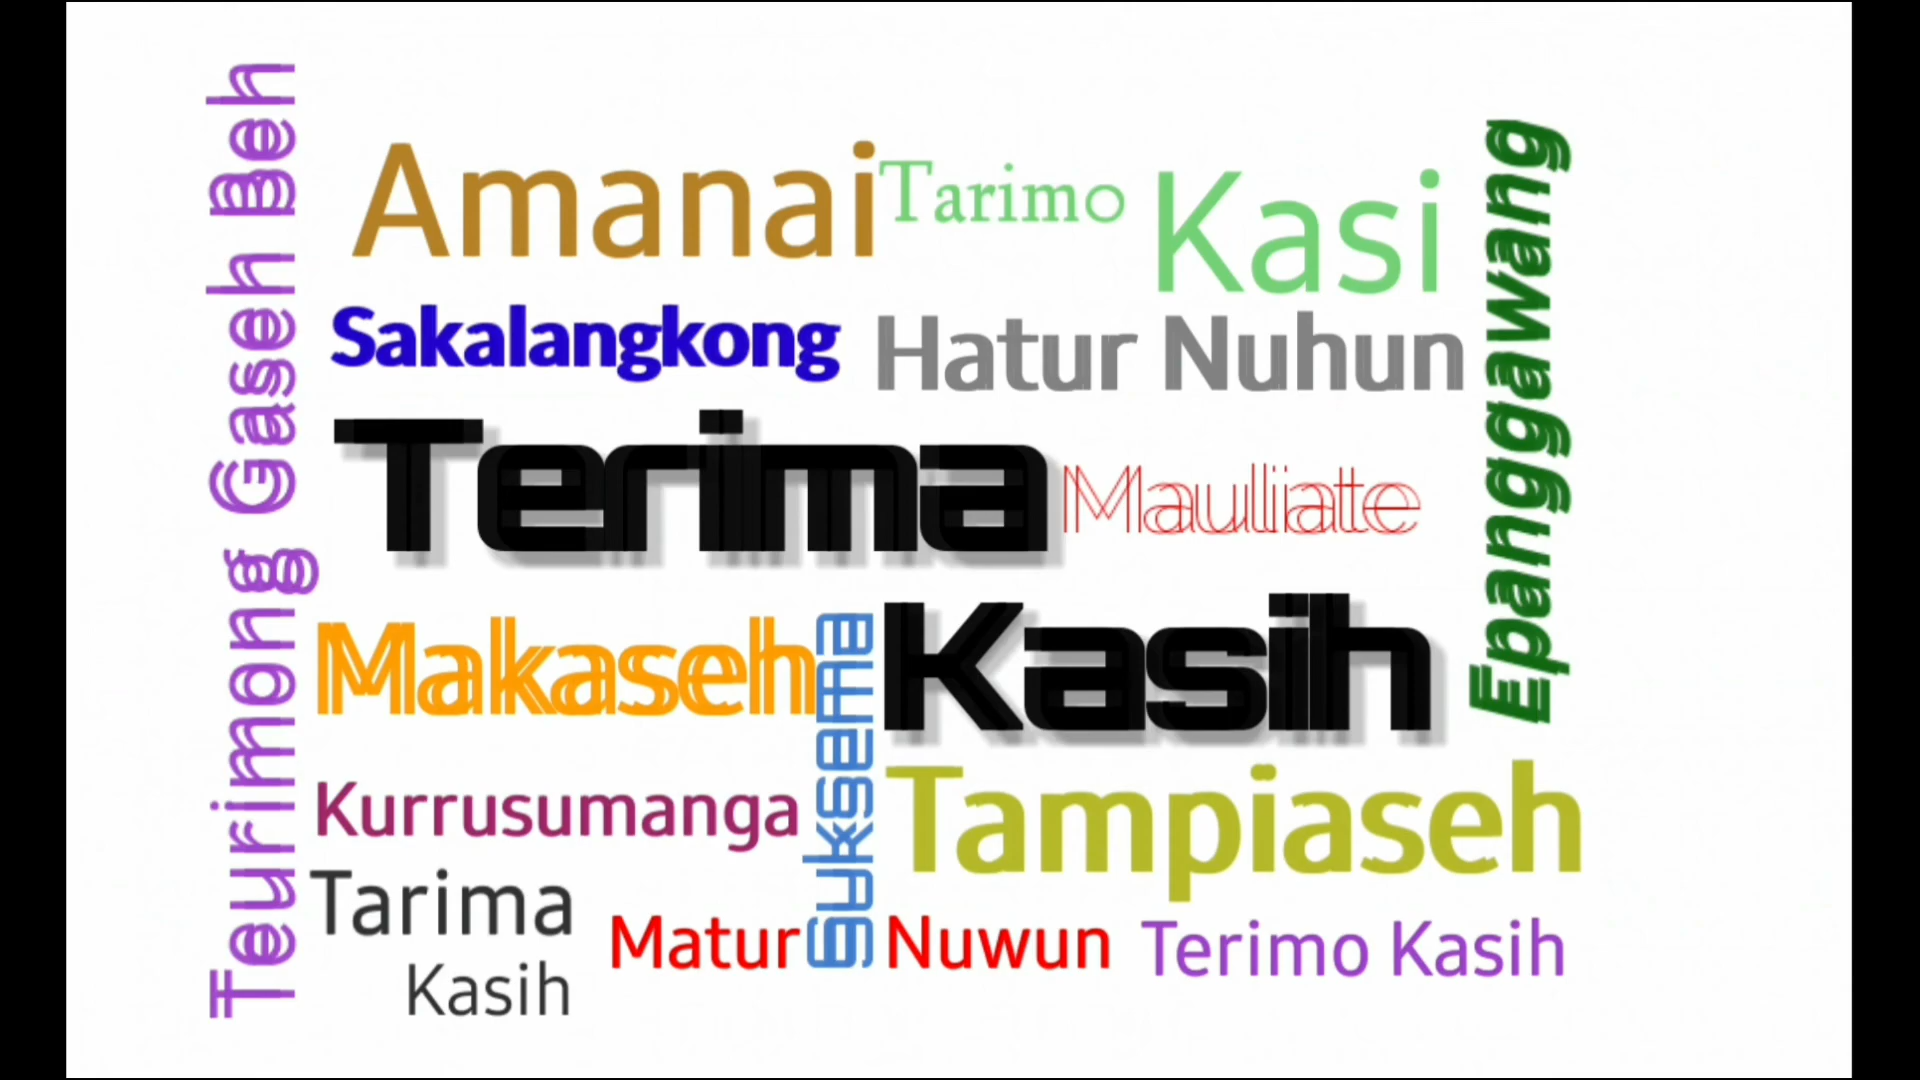 Teurimong Gaseh Beh
Amanai
Tarimo Kasi
Epanggawang
Sakalangkong
Hatur Nuhun
Terima
Kasih
Mauliate
Makaseh
Suksema
Kurrusumanga
Tampiaseh
Tarima
Kasih
Matur Nuwun
Terimo Kasih